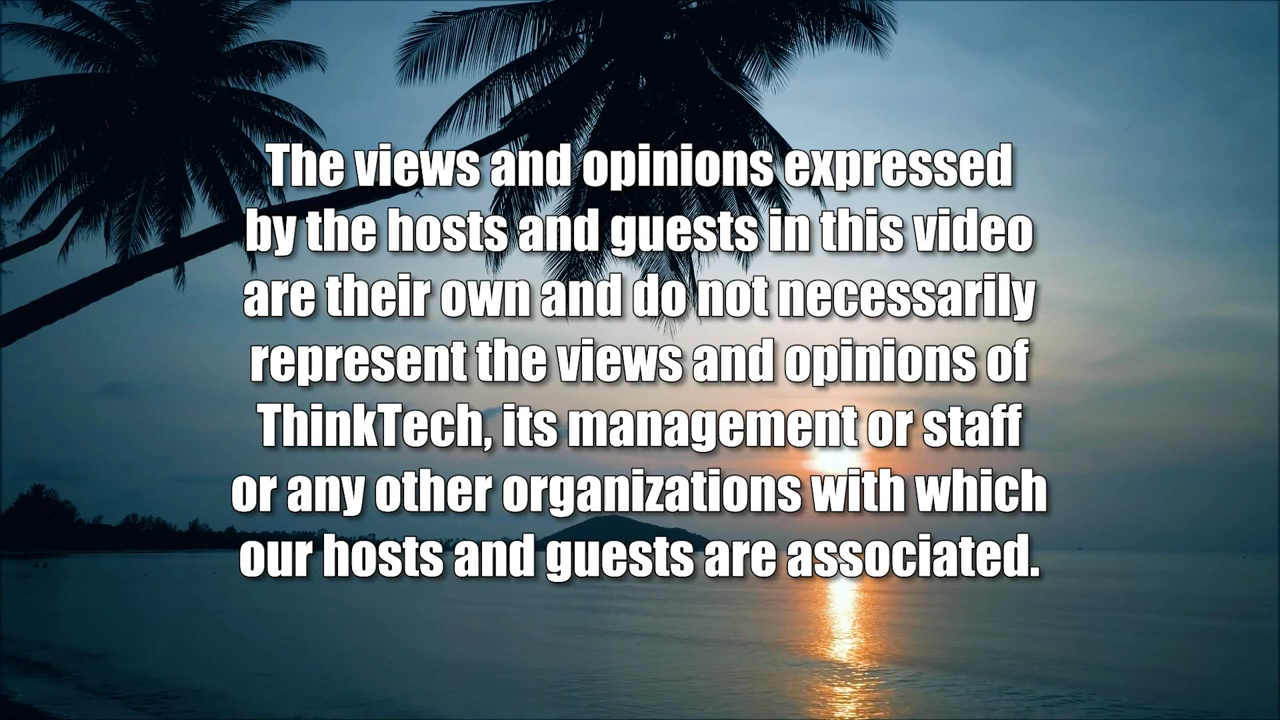 The views and opinions expressed
by the hosts and guests in this video
are their own and do not necessarily
represent the views and opinions of
ThinkTech, its management or staff
or any other organizations with which
our hosts and guests are associated.